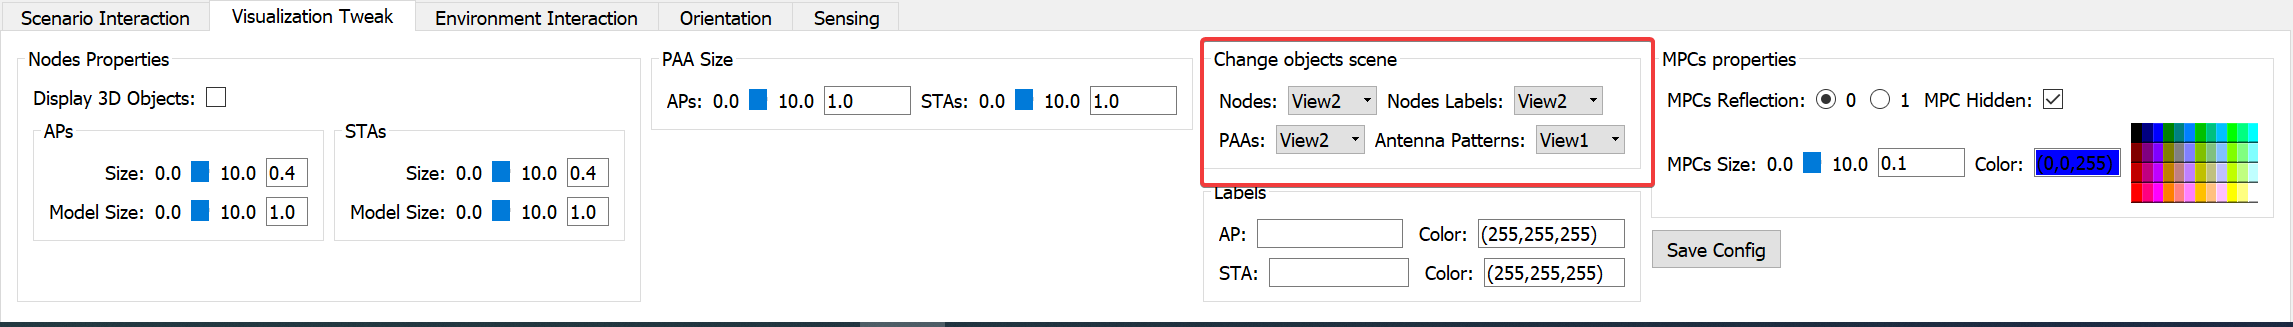 Scenario Interaction Visualization Tweak Environment Interaction Orientation Sensing
Nodes Properties
Display 3D Objects:
APs
Size: 0.0 10.0 0.4
Model Size: 0.0 10.0 1.0
STAs
Size: 0.0 10.0 0.4
Model Size: 0.0 10.0 1.0
PAA Size
APs: 0.0 10.0 1.0 STAs: 0.0 10.0 1.0
Change objects scene
Nodes: View2 Nodes Labels: View2
PAAs: View2 Antenna Patterns: View1
Labels
AP: Color: (255,255,255)
STA: Color: (255,255,255)
MPCs properties
MPCs Reflection: 0 1 MPC Hidden:
MPCs Size: 0.0 10.0 0.1 Color: (0,0,255)
Save Config